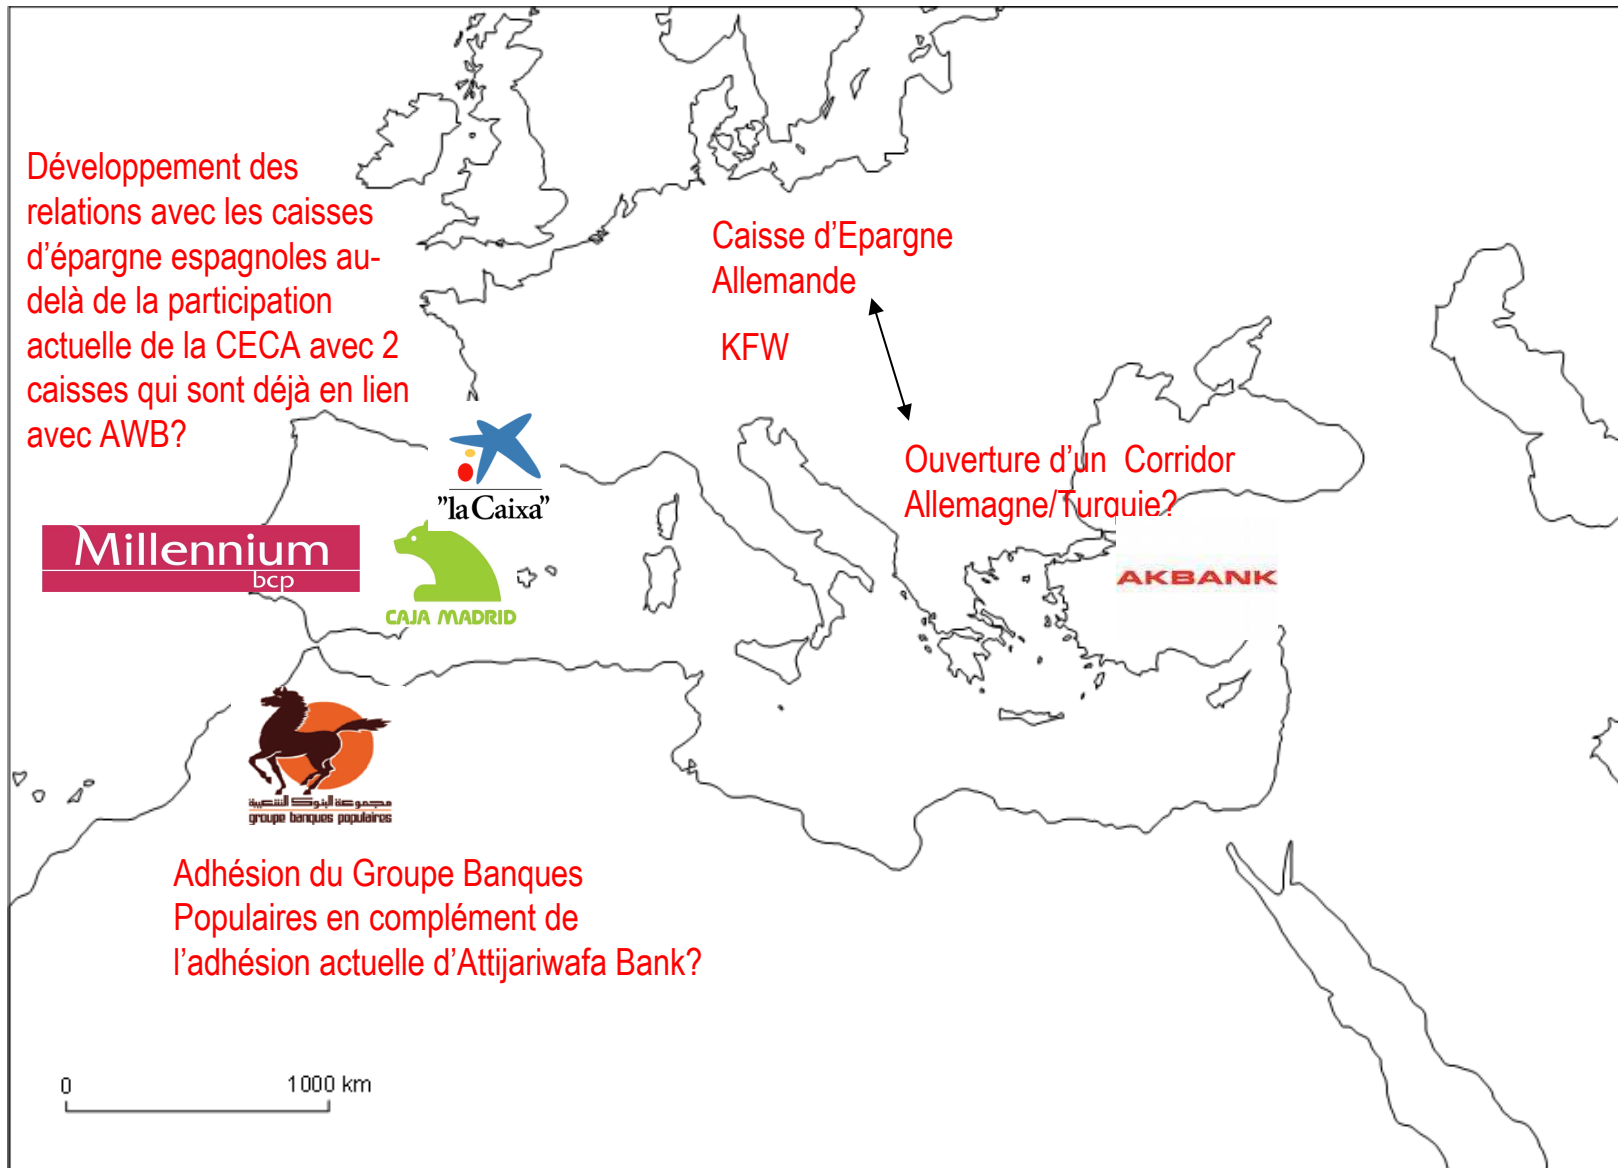 Développement des
relations avec les caisses
d’épargne espagnoles au-
delà de la participation
actuelle de la CECA avec 2
caisses qui sont déjà en lien
avec AWB?
Caisse d’Epargne
Allemande
KFW
Ouverture d’un Corridor
Allemagne/Turquie?
"la Caixa"
Millennium
bcp
CAJA MADRID
AKBANK
مجموعة البنوك الشعبية
groupe banques populaires
Adhésion du Groupe Banques
Populaires en complément de
l’adhésion actuelle d’Attijariwafa Bank?
0 1000 km